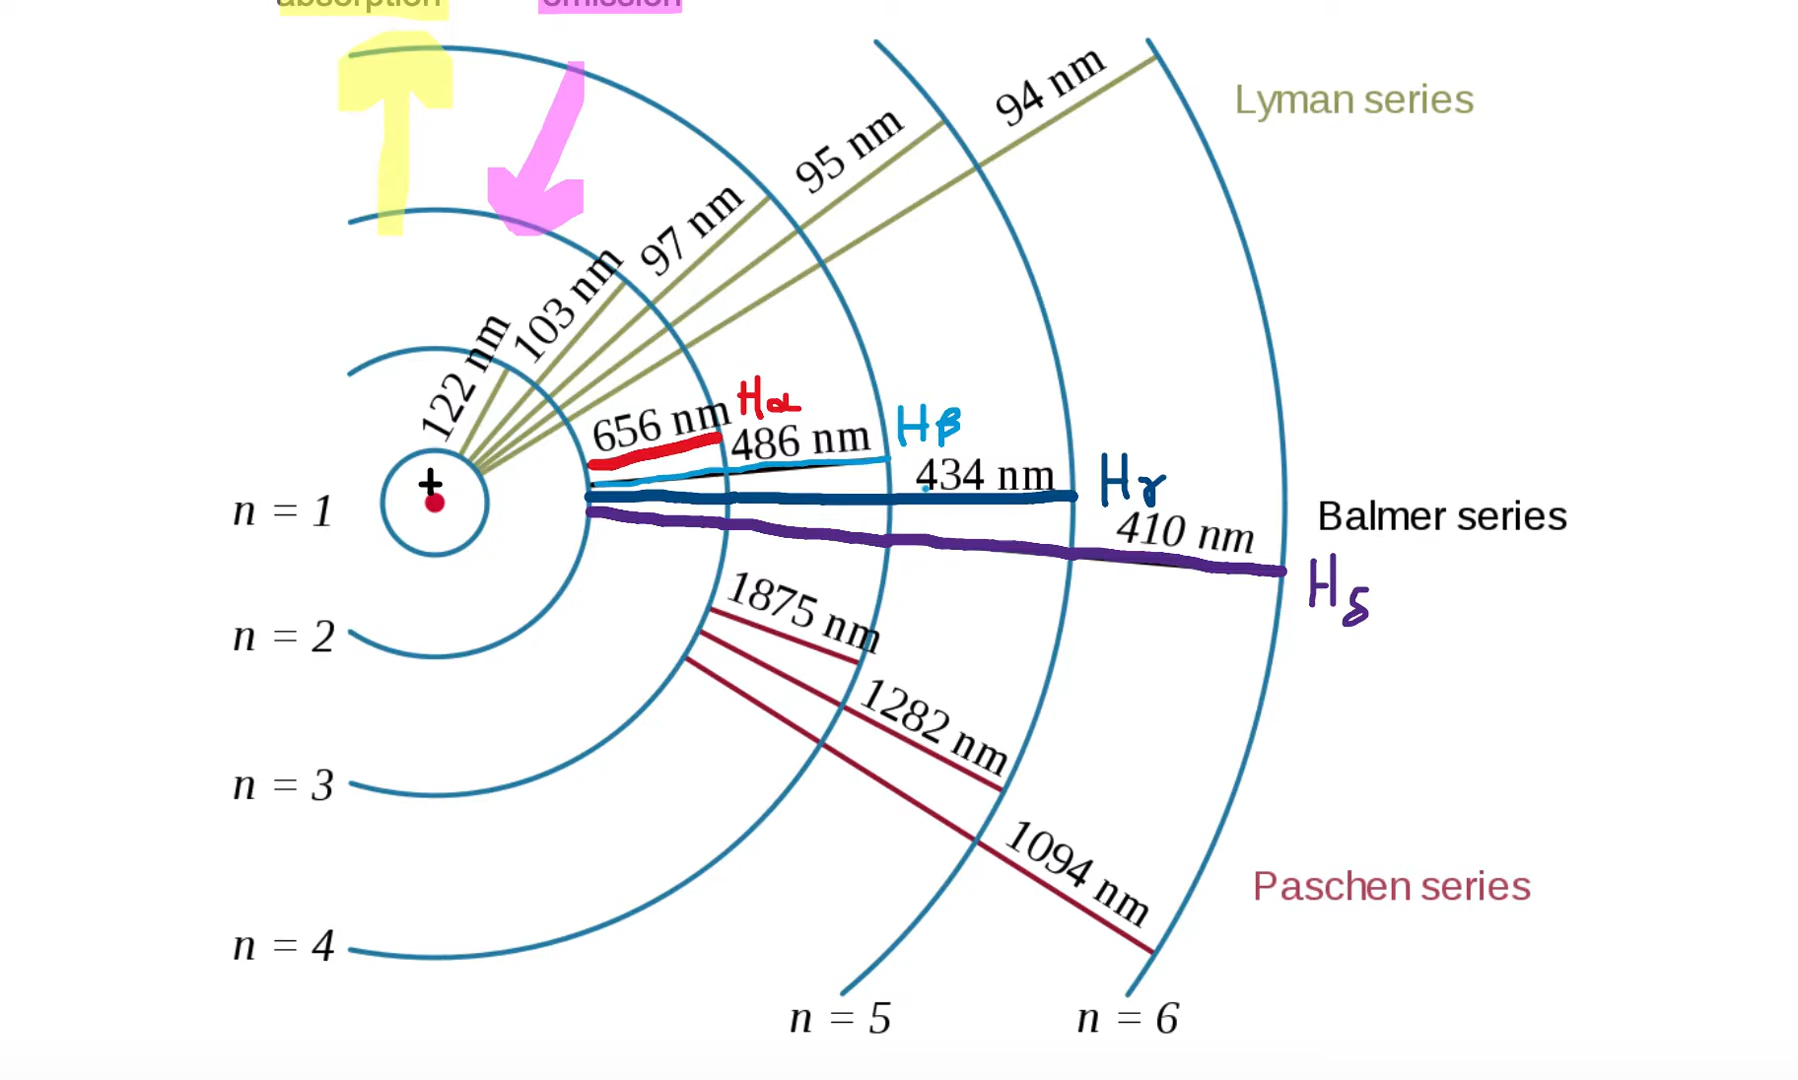 absorption emission
94 nm
Lyman series
95 nm
97 nm
103 nm
122 nm
Hα
656 nm
Hβ
486 nm
434 nm
Hγ
+
n = 1
Balmer series
410 nm
Hδ
1875 nm
n = 2
1282 nm
n = 3
1094 nm
Paschen series
n = 4
n = 5
n = 6